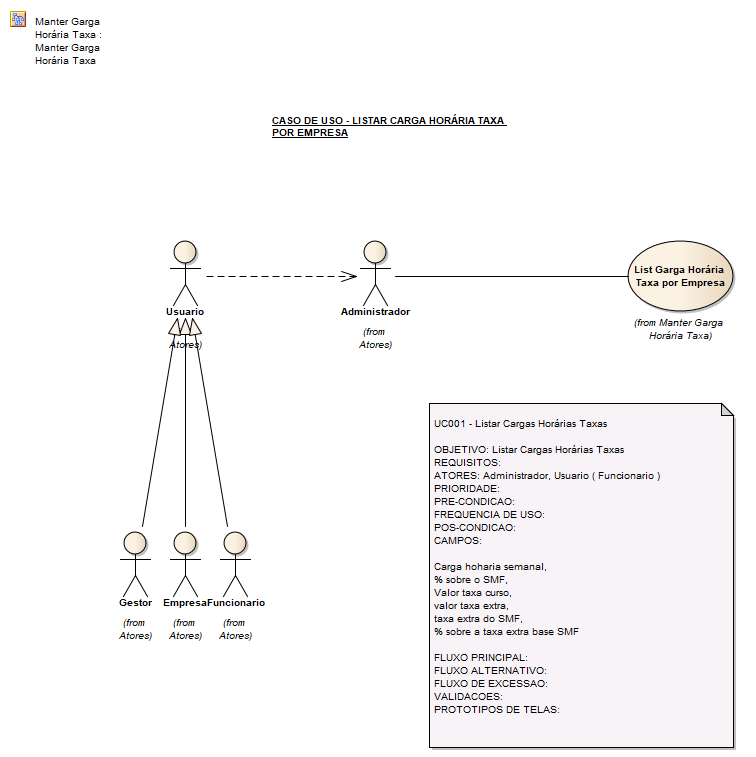 Manter Garga
Horária Taxa :
Manter Garga
Horária Taxa
CASO DE USO - LISTAR CARGA HORÁRIA TAXA
POR EMPRESA
Usuario
Atores)
Administrador
(from
Atores)
List Garga Horária
Taxa por Empresa
(from Manter Garga
Horária Taxa)
Gestor
(from
Atores)
Empresa
(from
Atores)
Funcionario
(from
Atores)
UC001 - Listar Cargas Horárias Taxas
OBJETIVO: Listar Cargas Horárias Taxas
REQUISITOS:
ATORES: Administrador, Usuario ( Funcionario )
PRIORIDADE:
PRE-CONDICAO:
FREQUENCIA DE USO:
POS-CONDICAO:
CAMPOS:
Carga hoharia semanal,
% sobre o SMF,
Valor taxa curso,
valor taxa extra,
taxa extra do SMF,
% sobre a taxa extra base SMF
FLUXO PRINCIPAL:
FLUXO ALTERNATIVO:
FLUXO DE EXCESSAO:
VALIDACOES:
PROTOTIPOS DE TELAS: